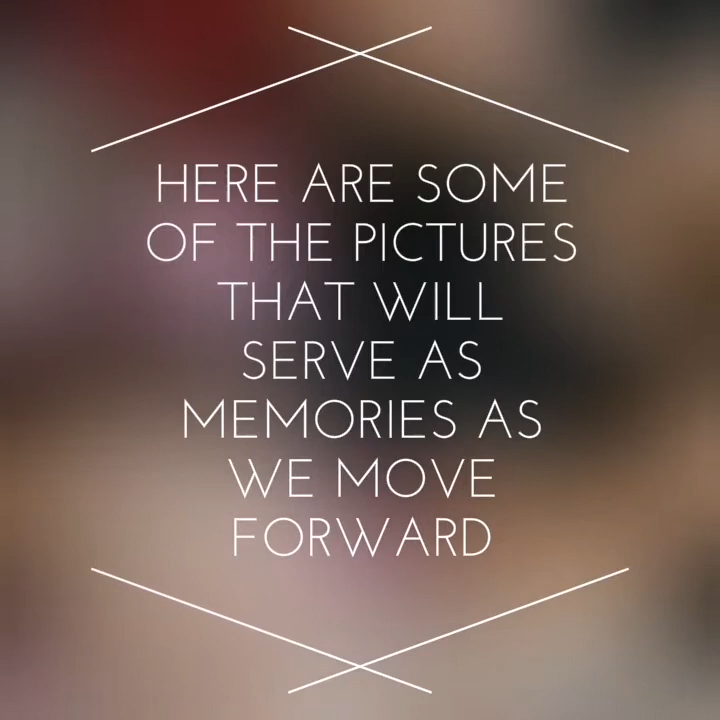 HERE ARE SOME
OF THE PICTURES
THAT WILL
SERVE AS
MEMORIES AS
WE MOVE
FORWARD